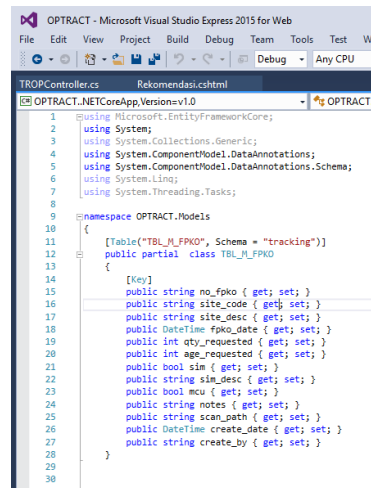 OPTRACT - Microsoft Visual Studio Express 2015 for Web
File Edit View Project Build Debug Team Tools Test W
Debug Any CPU
TROPController.cs Rekomendasi.cshtml
C# OPTRACT..NETCoreApp,Version=v1.0 OPTRACT
1 using Microsoft.EntityFrameworkCore;
2 using System;
3 using System.Collections.Generic;
4 using System.ComponentModel.DataAnnotations;
5 using System.ComponentModel.DataAnnotations.Schema;
6 using System.Linq;
7 using System.Threading.Tasks;
8
9 namespace OPTRACT.Models
10 {
11 [Table("TBL_M_FPKO", Schema = "tracking")]
12 public partial class TBL_M_FPKO
13 {
14 [Key]
15 public string no_fpko { get; set; }
16 public string site_code { get; set; }
17 public string site_desc { get; set; }
18 public DateTime fpko_date { get; set; }
19 public int qty_requested { get; set; }
20 public int age_requested { get; set; }
21 public bool sim { get; set; }
22 public string sim_desc { get; set; }
23 public bool mcu { get; set; }
24 public string notes { get; set; }
25 public string scan_path { get; set; }
26 public DateTime create_date { get; set; }
27 public string create_by { get; set; }
28 }
29
30